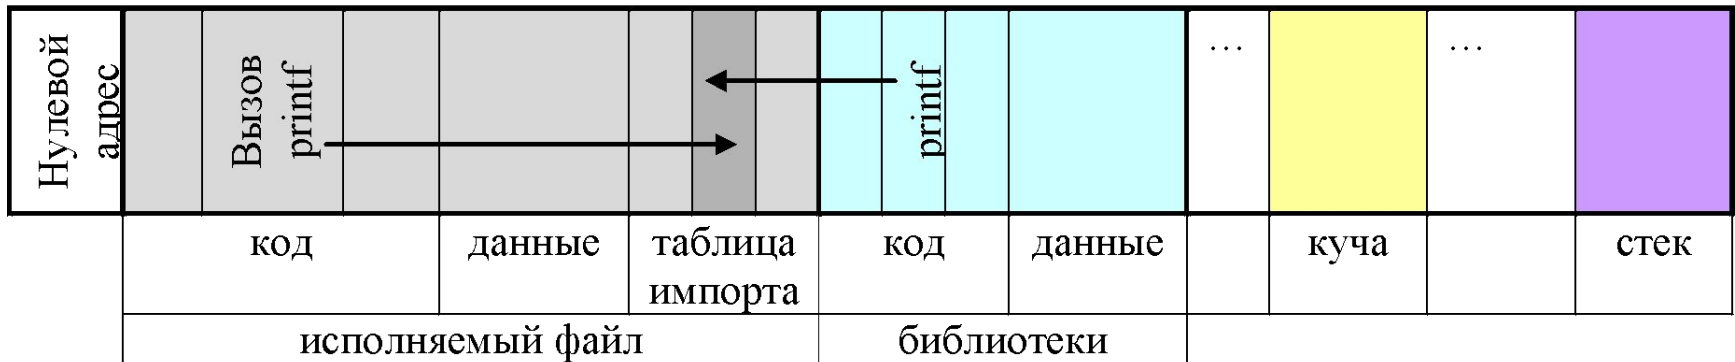 Нулевой
адрес
Вызов
printf
printf
…
…
код
данные
таблица
импорта
код
данные
куча
стек
исполняемый файл
библиотеки